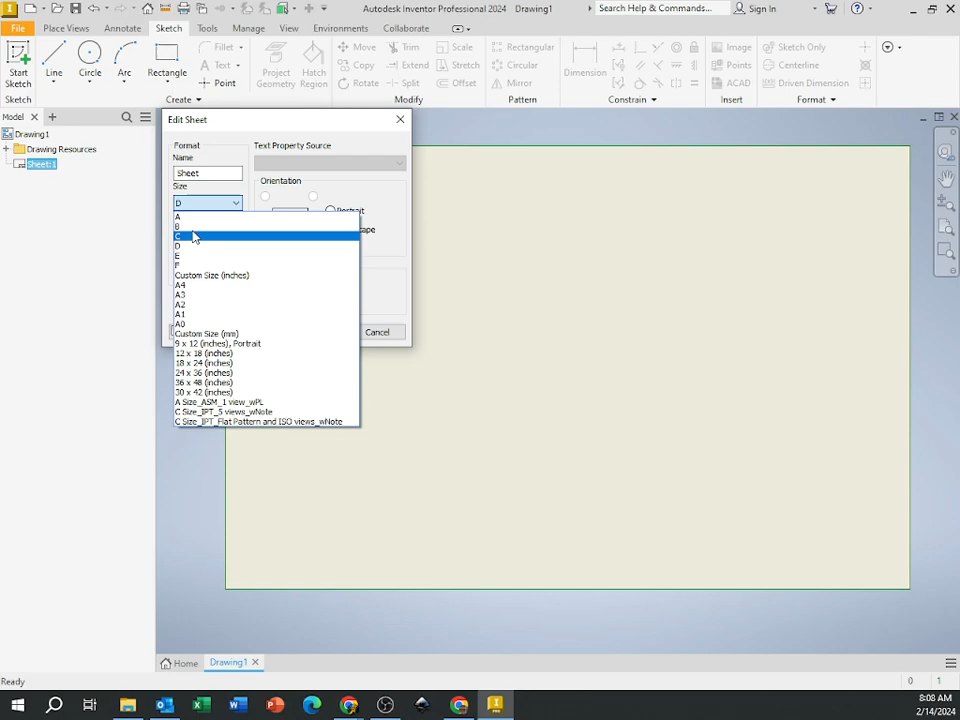 Autodesk Inventor Professional 2024 Drawing1
Search Help & Commands...
Sign In
File
Place Views
Annotate
Sketch
Tools
Manage
View
Environments
Collaborate
Start
Sketch
Line
Circle
Arc
Rectangle
Fillet
Text
Point
Project
Geometry
Hatch
Region
Move
Copy
Rotate
Trim
Extend
Split
Scale
Stretch
Offset
Rectangular
Circular
Mirror
Dimension
Image
Points
ACAD
Sketch Only
Centerline
Driven Dimension
Sketch
Create
Modify
Pattern
Constrain
Insert
Format
Model
Drawing1
Drawing Resources
Sheet:1
Edit Sheet
Format
Name
Sheet
Size
D
Text Property Source
Orientation
Portrait
cape
A
B
C
D
E
F
Custom Size (inches)
A4
A3
A2
A1
A0
Custom Size (mm)
9 x 12 (inches), Portrait
12 x 18 (inches)
18 x 24 (inches)
24 x 36 (inches)
36 x 48 (inches)
30 x 42 (inches)
A Size_ASM_1 view_wPL
C Size_IPT_5 views_wNote
C Size_IPT_Flat Pattern and ISO views_wNote
Cancel
Home
Drawing1
Ready
0
1
8:08 AM
2/14/2024